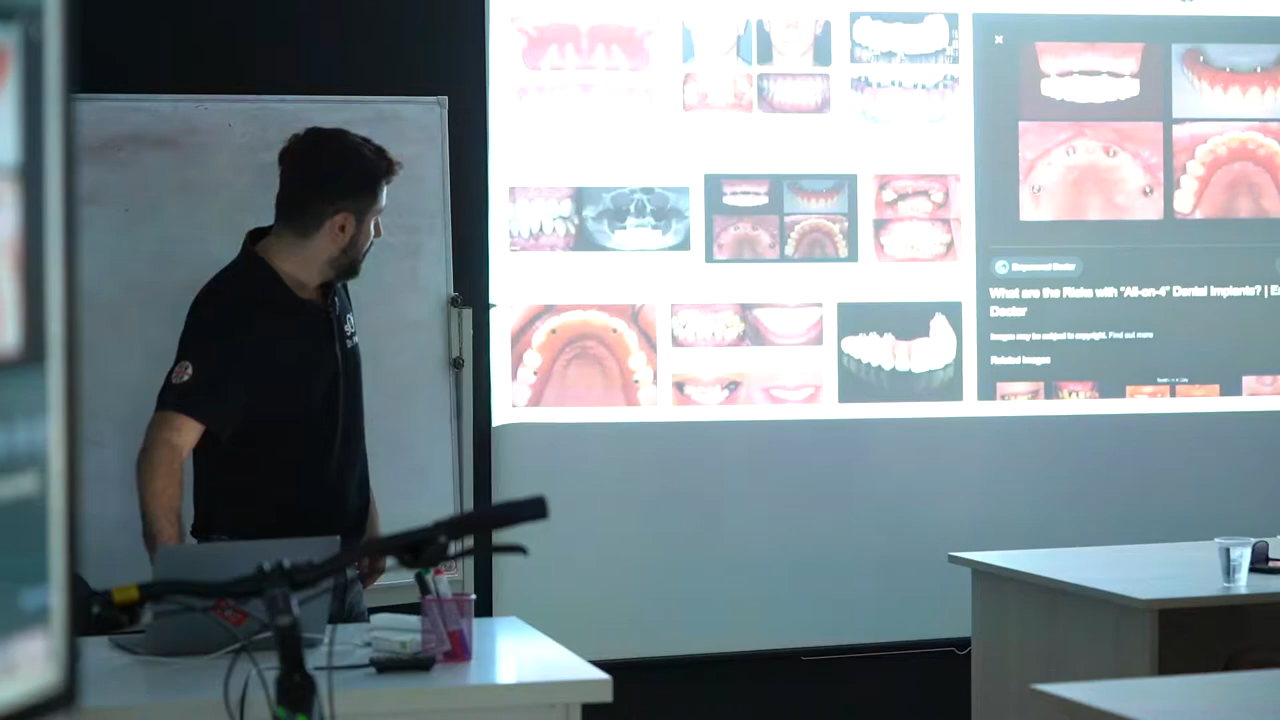 What are the Risks with "All-on-4" Dental Implants? |
Doctor
Images may be subject to copyright. Find out more
Related images